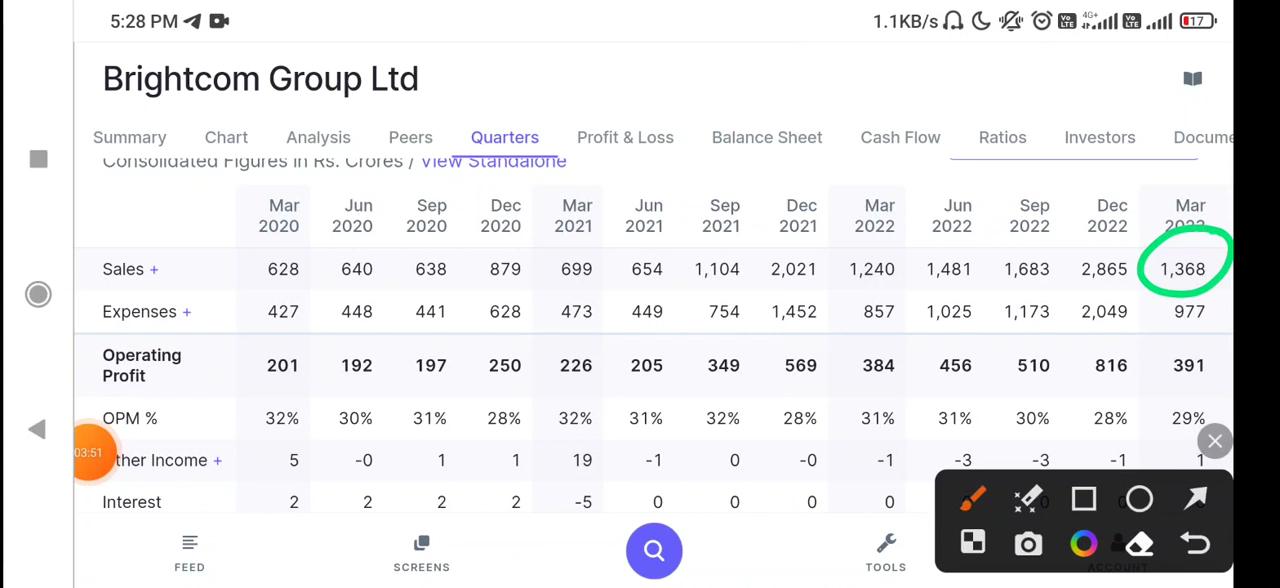 5:28 PM 1.1KB/s Vo LTE 4G+ Vo LTE 17
Brightcom Group Ltd
Summary Chart Analysis Peers Quarters Profit & Loss Balance Sheet Cash Flow Ratios Investors Docume
Consolidated Figures in Rs. Crores / View Standalone
Mar 2020 Jun 2020 Sep 2020 Dec 2020 Mar 2021 Jun 2021 Sep 2021 Dec 2021 Mar 2022 Jun 2022 Sep 2022 Dec 2022 Mar 2023
Sales + 628 640 638 879 699 654 1,104 2,021 1,240 1,481 1,683 2,865 1,368
Expenses + 427 448 441 628 473 449 754 1,452 857 1,025 1,173 2,049 977
Operating Profit 201 192 197 250 226 205 349 569 384 456 510 816 391
OPM % 32% 30% 31% 28% 32% 31% 32% 28% 31% 31% 30% 28% 29%
03:51
ther Income + 5 -0 1 1 19 -1 0 -0 -1 -3 -3 -1 1
Interest 2 2 2 2 -5 0 0 0 0
FEED SCREENS TOOLS ACCOUNT